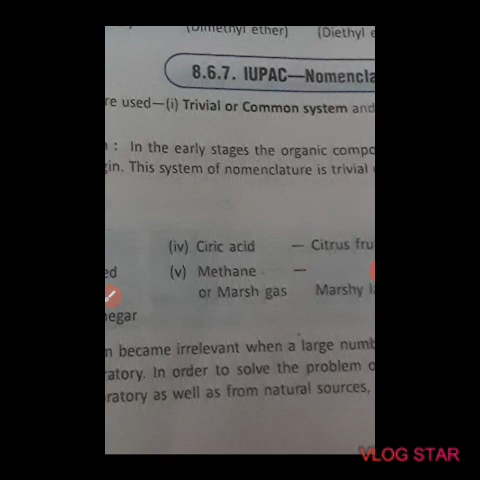 (Dimethyl ether) (Diethyl e
8.6.7. IUPAC—Nomencla
re used—(i) Trivial or Common system and
: In the early stages the organic compo
gin. This system of nomenclature is trivial
(iv) Ciric acid — Citrus fru
ed (v) Methane —
or Marsh gas Marshy l
negar
n became irrelevant when a large numb
ratory. In order to solve the problem o
ratory as well as from natural sources,
VLOG STAR